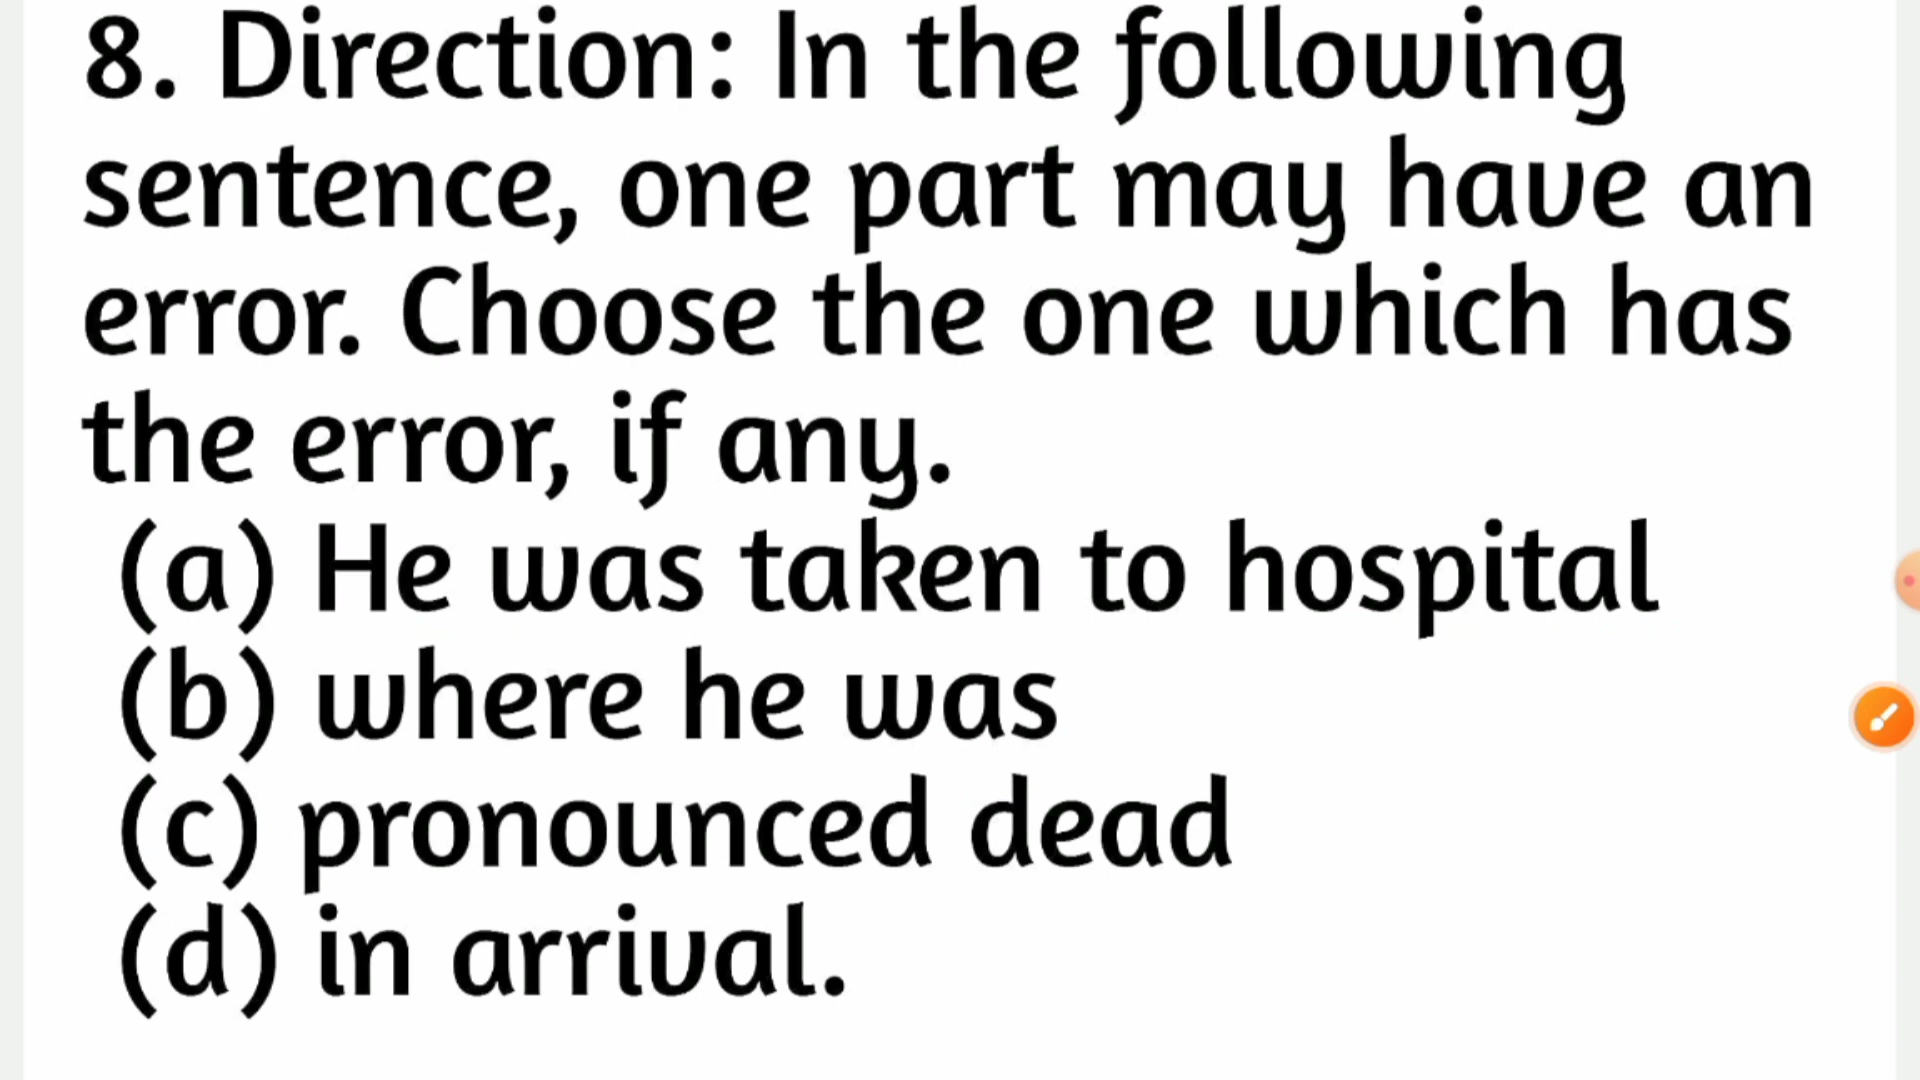 8. Direction: In the following
sentence, one part may have an
error. Choose the one which has
the error, if any.
(a) He was taken to hospital
(b) where he was
(c) pronounced dead
(d) in arrival.